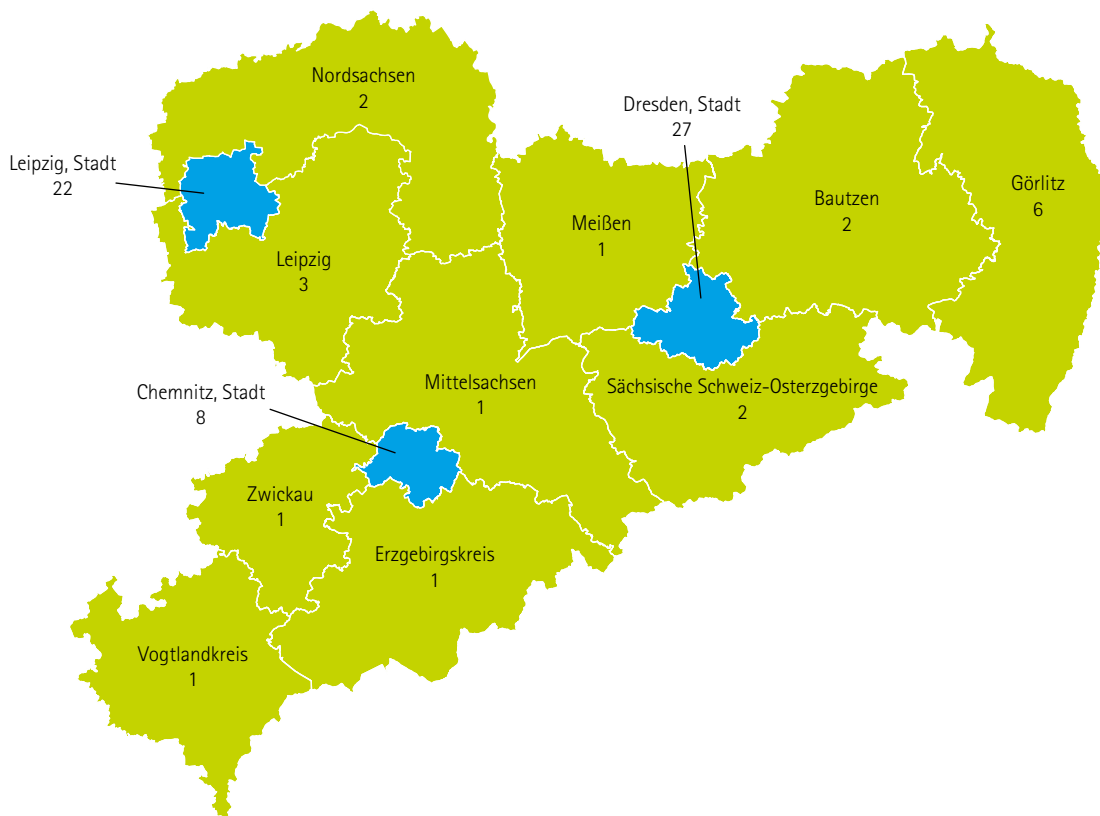 Nordsachsen
2
Dresden, Stadt
27
Leipzig, Stadt
22
Görlitz
6
Bautzen
2
Meißen
1
Leipzig
3
Mittelsachsen
1
Sächsische Schweiz-Osterzgebirge
2
Chemnitz, Stadt
8
Zwickau
1
Erzgebirgskreis
1
Vogtlandkreis
1